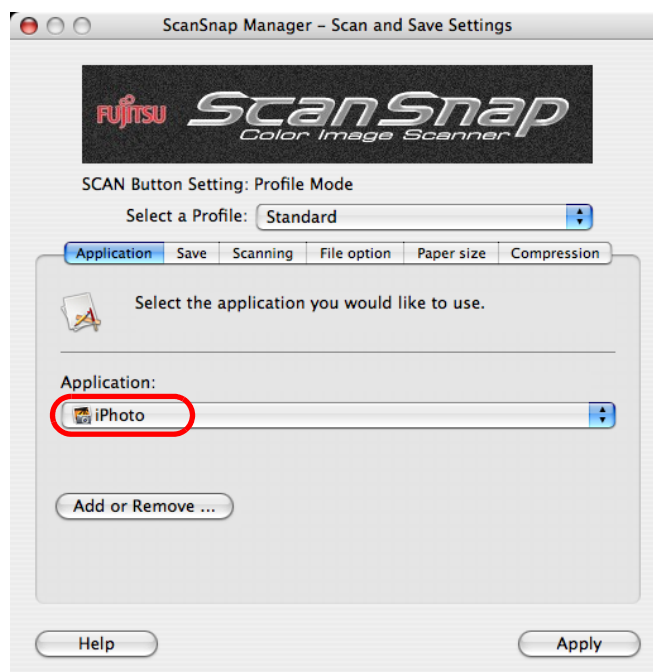 ScanSnap Manager – Scan and Save Settings
FUJITSU ScanSnap
Color Image Scanner
SCAN Button Setting: Profile Mode
Select a Profile: Standard
Application Save Scanning File option Paper size Compression
Select the application you would like to use.
Application:
iPhoto
Add or Remove ...
Help Apply